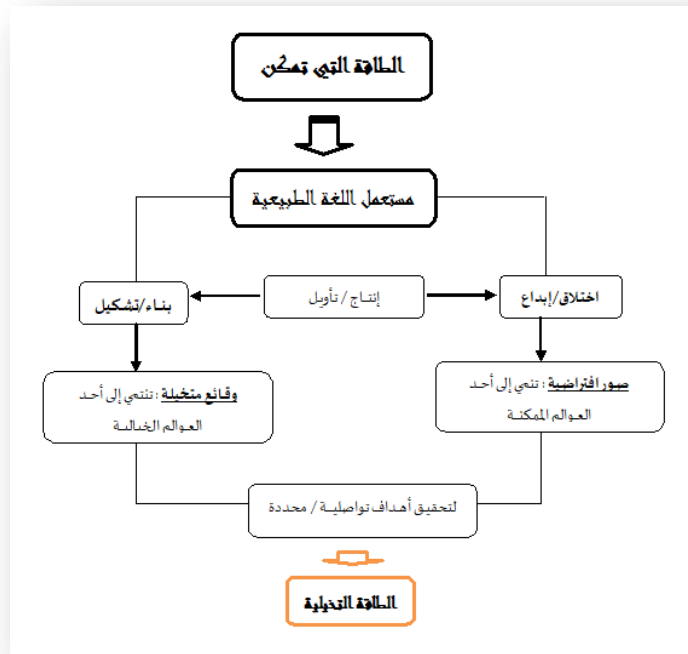 الطاقة التي تمكن
مستعمل اللغة الطبيعية
اختلاق/إبداع
إنتاج / تأويل
بناء/تشكيل
صور افتراضية : تنتمي إلى أحد
العوالم الممكنة
وقائع متخيلة : تنتمي إلى أحد
العوالم الخيالية
لتحقيق أهداف تواصلية / محددة
الطاقة التخيلية